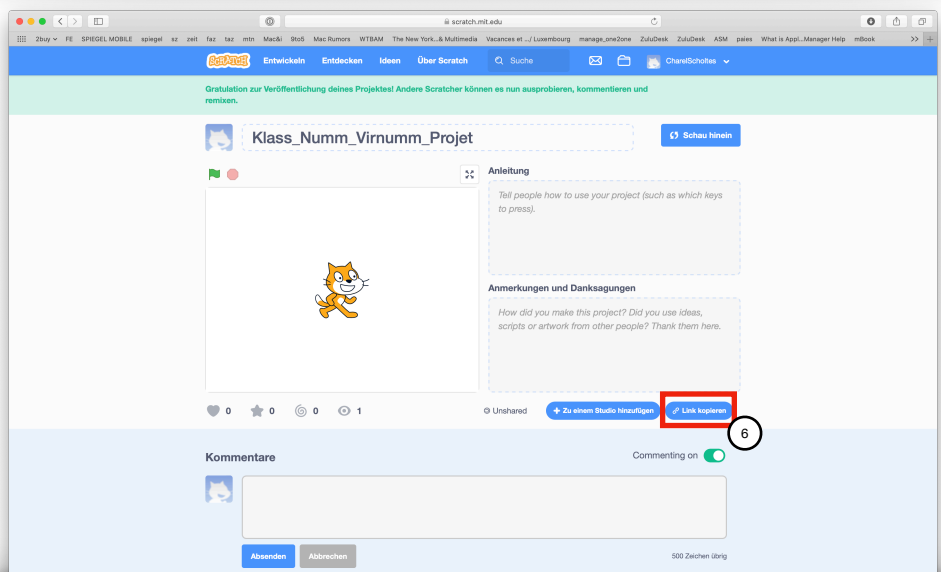 scratch.mit.edu
2buy FE SPIEGEL MOBILE spiegel sz zeit faz taz mtn Mac&i 9to5 Mac Rumors WTBAM The New York...& Multimedia Vacances et .../ Luxembourg manage_one2one ZuluDesk ZuluDesk ASM paies What is Appl...Manager Help mBook >> +
SCRATCH Entwickeln Entdecken Ideen Über Scratch Suche CharelSchottes
Gratulation zur Veröffentlichung deines Projektes! Andere Scratcher können es nun ausprobieren, kommentieren und
remixen.
Klass_Numm_Virnumm_Projet
Schau hinein
Anleitung
Tell people how to use your project (such as which keys
to press).
Anmerkungen und Danksagungen
How did you make this project? Did you use ideas,
scripts or artwork from other people? Thank them here.
0 0 0 1
Unshared + Zu einem Studio hinzufügen Link kopieren
6
Kommentare
Commenting on
Absenden Abbrechen
500 Zeichen übrig